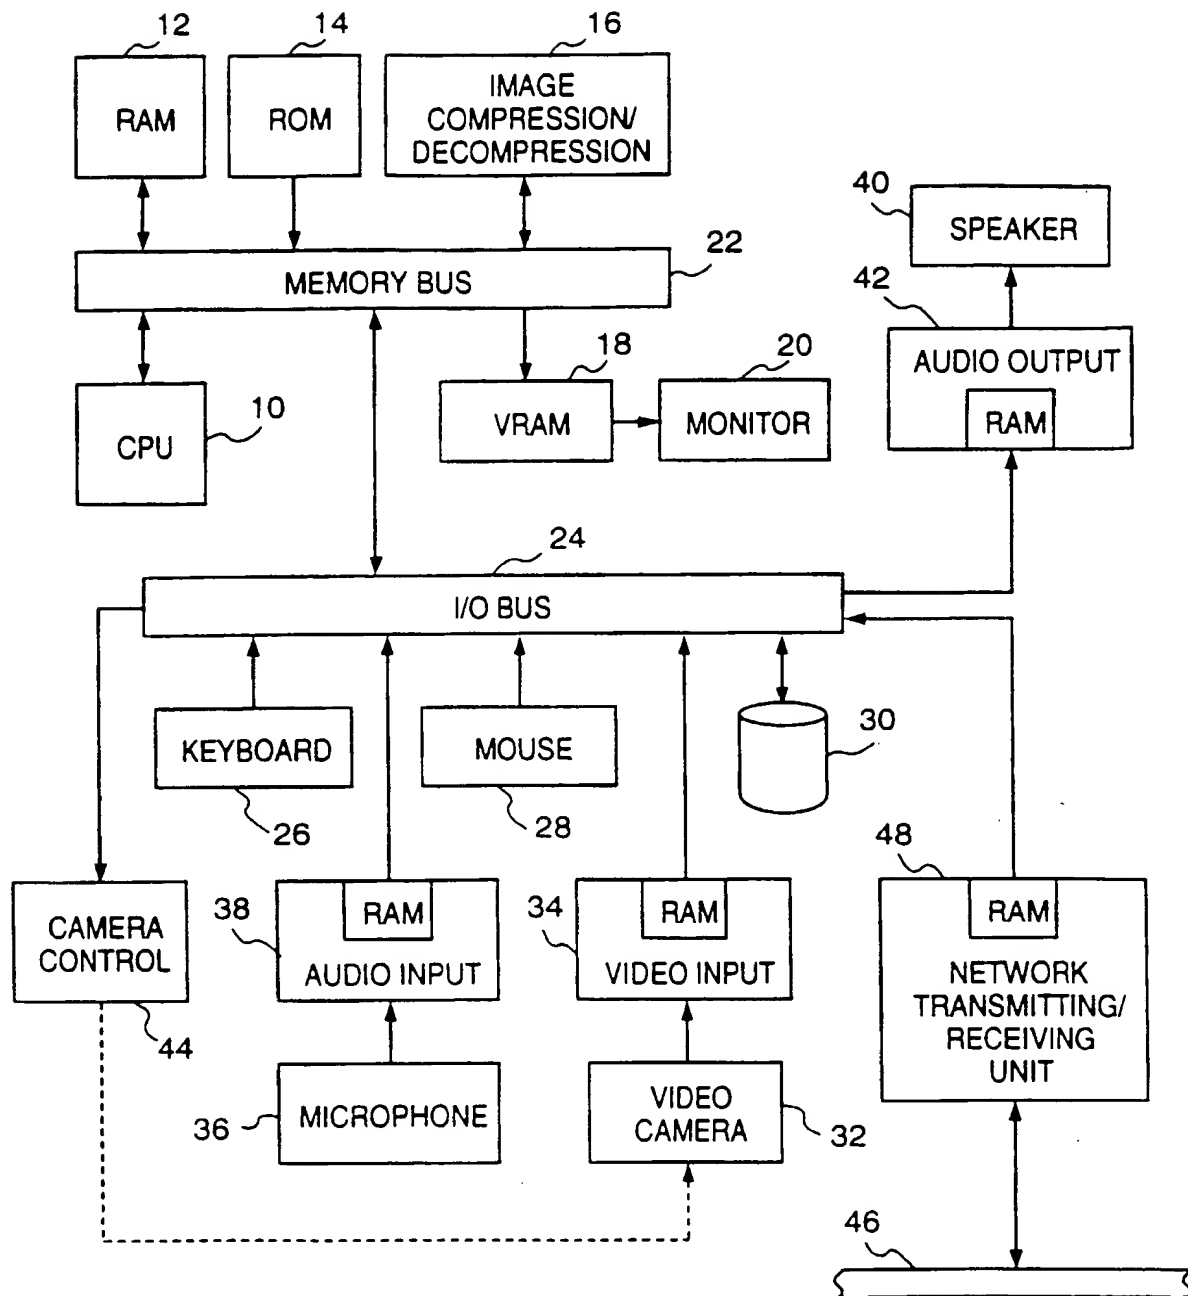 12
14
16
RAM
ROM
IMAGE
COMPRESSION/
DECOMPRESSION
40
SPEAKER
MEMORY BUS
22
42
AUDIO OUTPUT
RAM
CPU
10
18
VRAM
20
MONITOR
24
I/O BUS
KEYBOARD
26
MOUSE
28
30
CAMERA
CONTROL
44
38
RAM
AUDIO INPUT
34
RAM
VIDEO INPUT
48
RAM
NETWORK
TRANSMITTING/
RECEIVING
UNIT
36
MICROPHONE
VIDEO
CAMERA
32
46